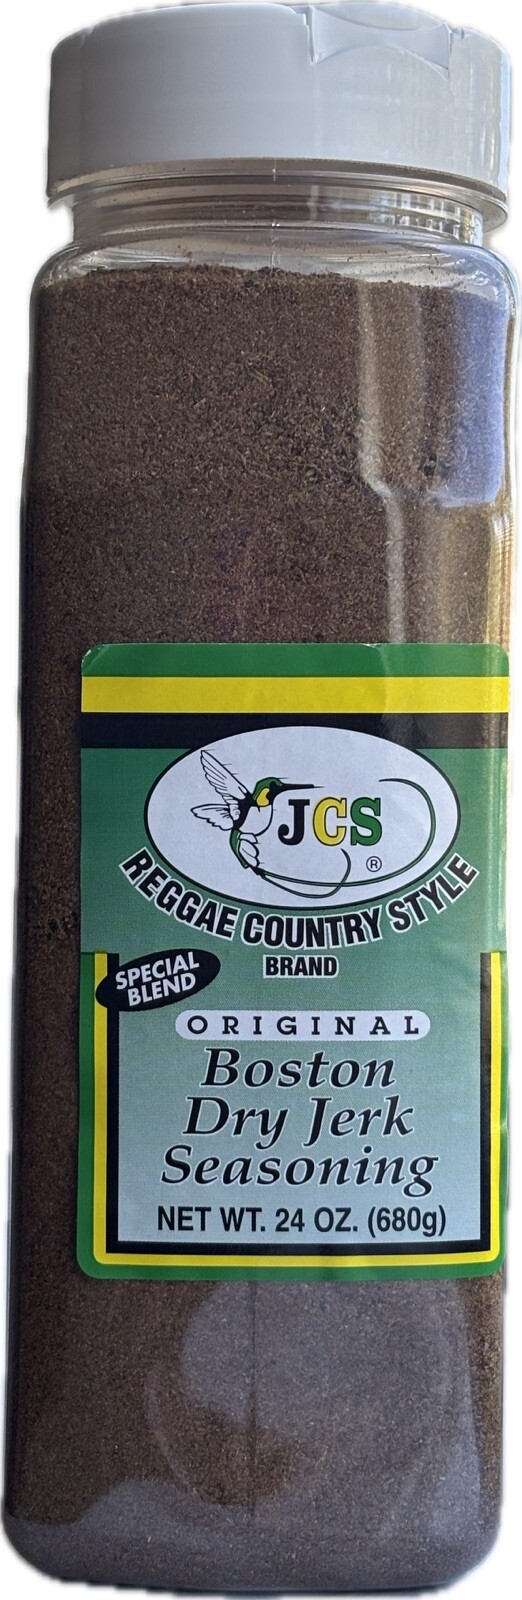 JCS
®
REGGAE COUNTRY STYLE
BRAND
SPECIAL
BLEND
ORIGINAL
Boston
Dry Jerk
Seasoning
NET WT. 24 OZ. (680g)